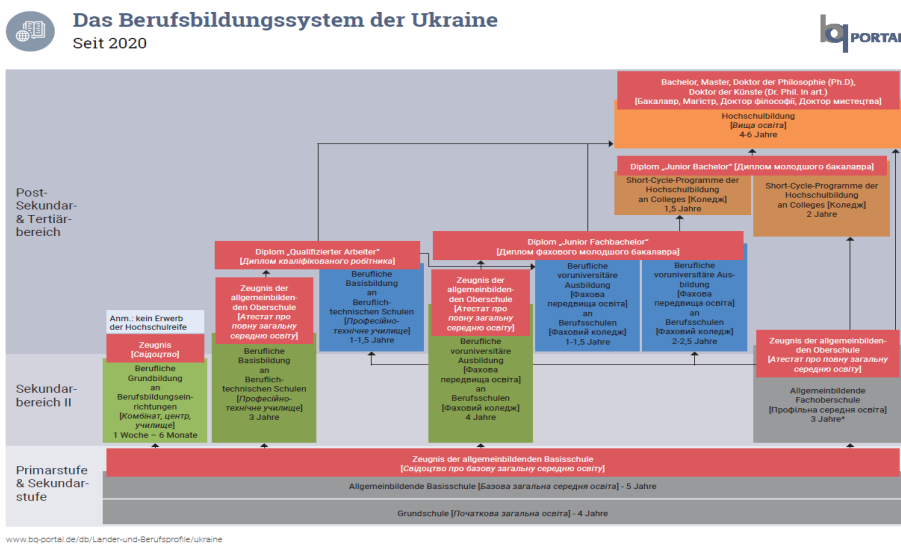 Das Berufsbildungssystem der Ukraine
Seit 2020
bq PORTAL
Bachelor, Master, Doktor der Philosophie (Ph.D),
Doktor der Künste (Dr. Phil. In art.)
[Бакалавр, Магістр, Доктор філософії, Доктор мистецтва]
Hochschulbildung
[Вища освіта]
4-6 Jahre
Diplom „Junior Bachelor" [Диплом молодшого бакалавра]
Short-Cycle-Programme der
Hochschulbildung
an Colleges [Коледж]
1,5 Jahre
Short-Cycle-Programme der
Hochschulbildung
an Colleges [Коледж]
2 Jahre
Post-
Sekundar-
& Tertiär-
bereich
Diplom „Qualifizierter Arbeiter"
[Диплом кваліфікованого робітника]
Diplom „Junior Fachbachelor"
[Диплом фахового молодшого бакалавра]
Zeugnis der
allgemeinbilden-
den Oberschule
[Атестат про
повну загальну
середню освіту]
Berufliche
Basisbildung
an
Beruflich-
technischen Schulen
[Професійно-
технічне училище]
1-1,5 Jahre
Zeugnis der
allgemeinbilden-
den Oberschule
[Атестат про
повну загальну
середню освіту]
Berufliche
voruniversitäre
Ausbildung
[Фахова
передвища освіта]
an
Berufsschulen
[Фаховий коледж]
1-1,5 Jahre
Berufliche
voruniversitäre Aus-
bildung
[Фахова
передвища освіта]
an
Berufsschulen
[Фаховий коледж]
2-2,5 Jahre
Anm.: kein Erwerb
der Hochschulreife
Zeugnis
[Свідоцтво]
Zeugnis der allgemeinbilden-
den Oberschule
[Атестат про повну загальну
середню освіту]
Sekundar-
bereich II
Berufliche
Grundbildung
an
Berufsbildungsein-
richtungen
[Комбінат, центр,
училище]
1 Woche – 6 Monate
Berufliche
Basisbildung
an
Beruflich-
technischen Schulen
[Професійно-
технічне училище]
3 Jahre
Berufliche
voruniversitäre
Ausbildung
[Фахова
передвища освіта]
an
Berufsschulen
[Фаховий коледж]
4 Jahre
Allgemeinbildende
Fachoberschule
[Профільна середня освіта]
3 Jahre*
Primarstufe
& Sekundar-
stufe
Zeugnis der allgemeinbildenden Basisschule
[Свідоцтво про базову загальну середню освіту]
Allgemeinbildende Basisschule [Базова загальна середня освіта] - 5 Jahre
Grundschule [Початкова загальна освіта] - 4 Jahre
www.bq-portal.de/db/Länder-und-Berufsprofile/ukraine